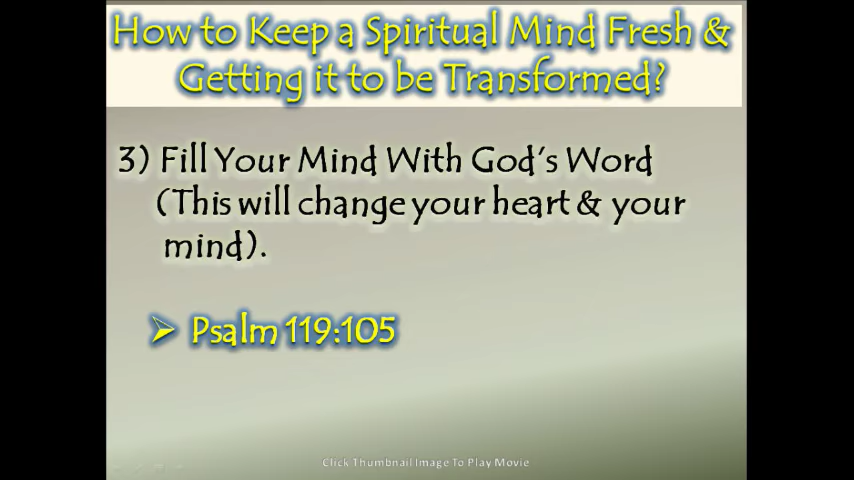 How to Keep a Spiritual Mind Fresh &
Getting it to be Transformed?
3) Fill Your Mind With God's Word
(This will change your heart & your
mind).
➢ Psalm 119:105
Click Thumbnail Image To Play Movie